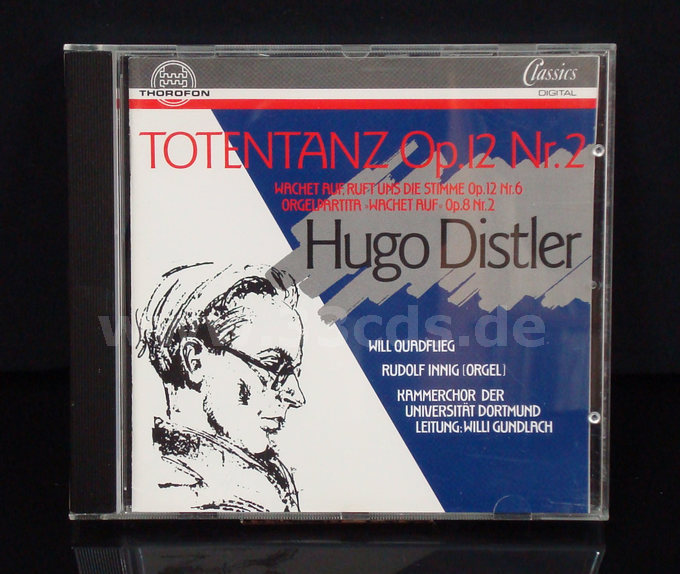 THOROFON
Classics
DIGITAL
TOTENTANZ Op.12 Nr.2
WACHET AUF, RUFT UNS DIE STIMME Op.12 Nr.6
ORGELPARTITA »WACHET AUF« Op.8 Nr.2
Hugo Distler
WILL QUADFLIEG
RUDOLF INNIG (ORGEL)
KAMMERCHOR DER
UNIVERSITÄT DORTMUND
LEITUNG: WILLI GUNDLACH